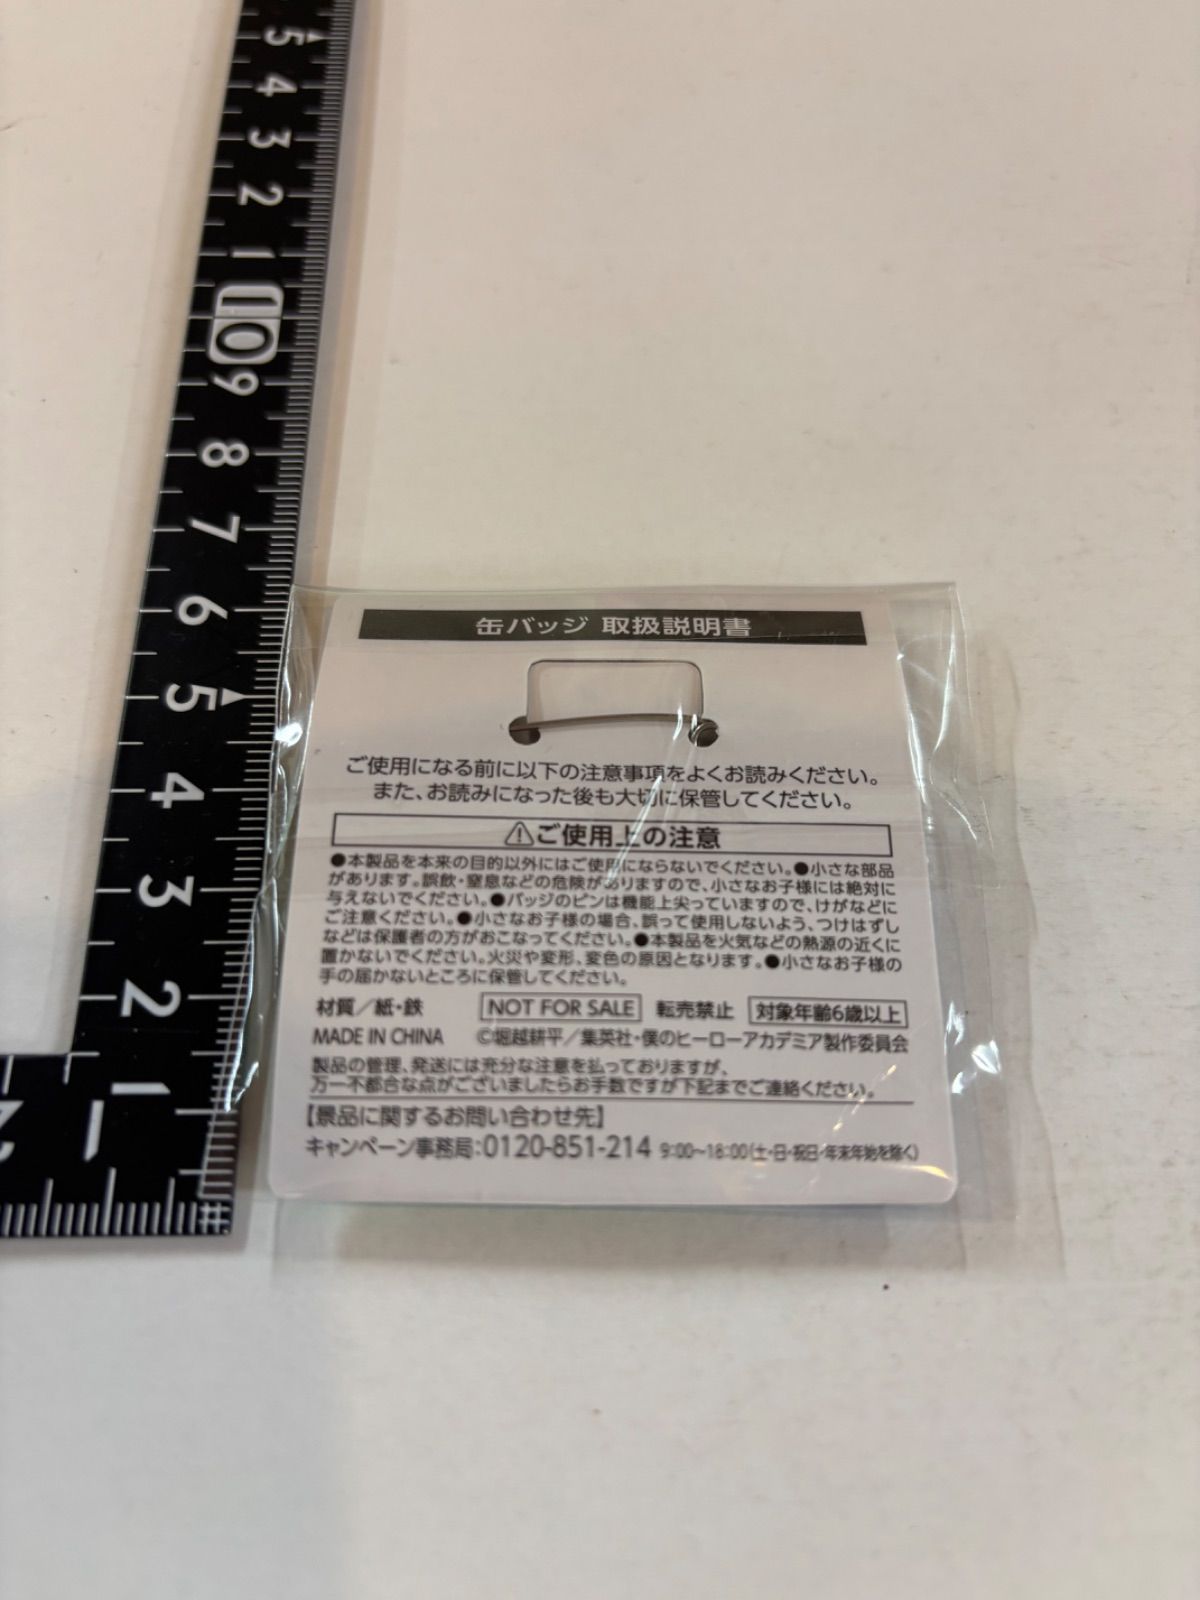 5
4
3
2
1
10
9
8
7
6
5
4
3
2
1
1
2
缶バッジ 取扱説明書
ご使用になる前に以下の注意事項をよくお読みください。
また、お読みになった後も大切に保管してください。
⚠ご使用上の注意
●本製品を本来の目的以外にはご使用にならないでください。●小さな部品
があります。誤飲・窒息などの危険がありますので、小さなお子様には絶対に
与えないでください。●バッジのピンは機能上尖っていますので、けがなどに
ご注意ください。●小さなお子様の場合、誤って使用しないよう、つけはずし
などは保護者の方がおこなってください。●本製品を火気などの熱源の近くに
置かないでください。火災や変形、変色の原因となります。●小さなお子様の
手の届かないところに保管してください。
材質／紙・鉄 NOT FOR SALE 転売禁止 対象年齢6歳以上
MADE IN CHINA ©堀越耕平／集英社・僕のヒーローアカデミア製作委員会
製品の管理、発送には充分な注意を払っておりますが、
万一不都合な点がございましたらお手数ですが下記までご連絡ください。
【景品に関するお問い合わせ先】
キャンペーン事務局：0120-851-214 9:00〜18:00（土・日・祝日・年末年始を除く）